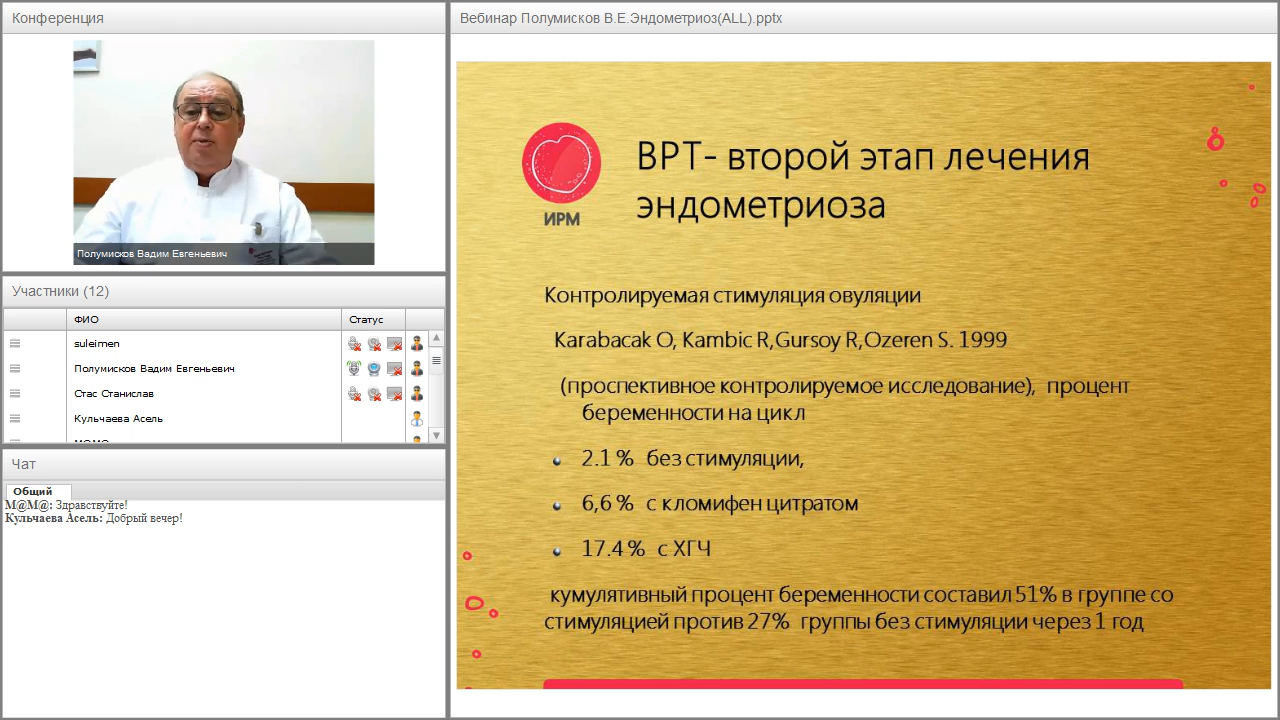 Конференция
Полумисков Вадим Евгеньевич
Участники (12)
ФИО
Статус
suleimen
Полумисков Вадим Евгеньевич
Стас Станислав
Кульчаева Асель
Чат
Общий
M@M@: Здравствуйте!
Кульчаева Асель: Добрый вечер!
Вебинар Полумисков В.Е.Эндометриоз(ALL).pptx
ИРМ
ВРТ- второй этап лечения
эндометриоза
Контролируемая стимуляция овуляции
Karabacak O, Kambic R,Gursoy R,Ozeren S. 1999
(проспективное контролируемое исследование), процент
беременности на цикл
2.1 % без стимуляции,
6,6 % с кломифен цитратом
17.4 % с ХГЧ
кумулятивный процент беременности составил 51% в группе со
стимуляцией против 27% группы без стимуляции через 1 год